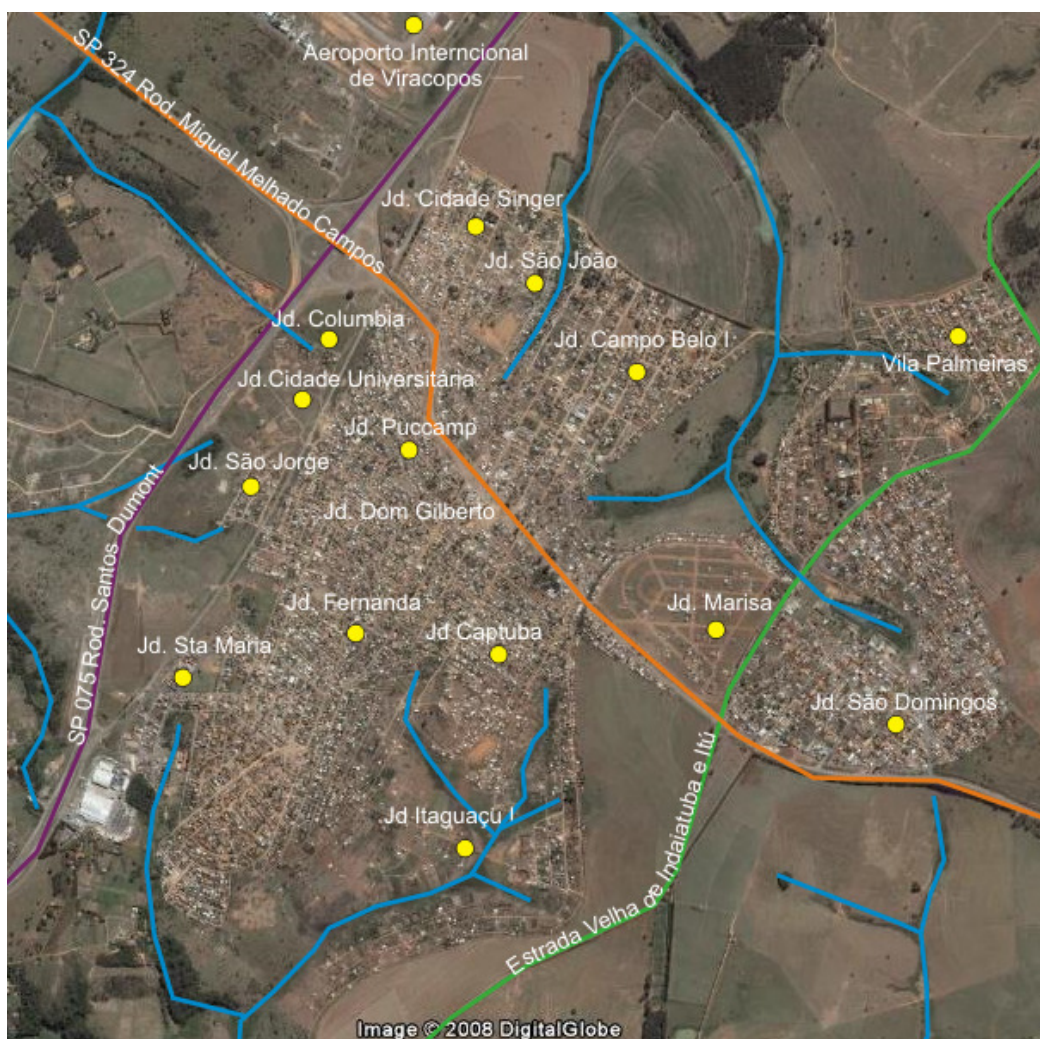 SP 324 Rod. Miguel Melhado Campos
Aeroporto Interncional
de Viracopos
Jd. Cidade Singer
Jd. São João
Jd. Columbia
Jd. Campo Belo I
Vila Palmeiras
Jd.Cidade Universitária
Jd. Puccamp
Jd. São Jorge
Jd. Dom Gilberto
SP 075 Rod. Santos Dumont
Jd. Fernanda
Jd Captuba
Jd. Marisa
Jd. Sta Maria
Jd. São Domingos
Jd Itaguaçu I
Estrada Velha de Indaiatuba e Itú
Image © 2008 DigitalGlobe